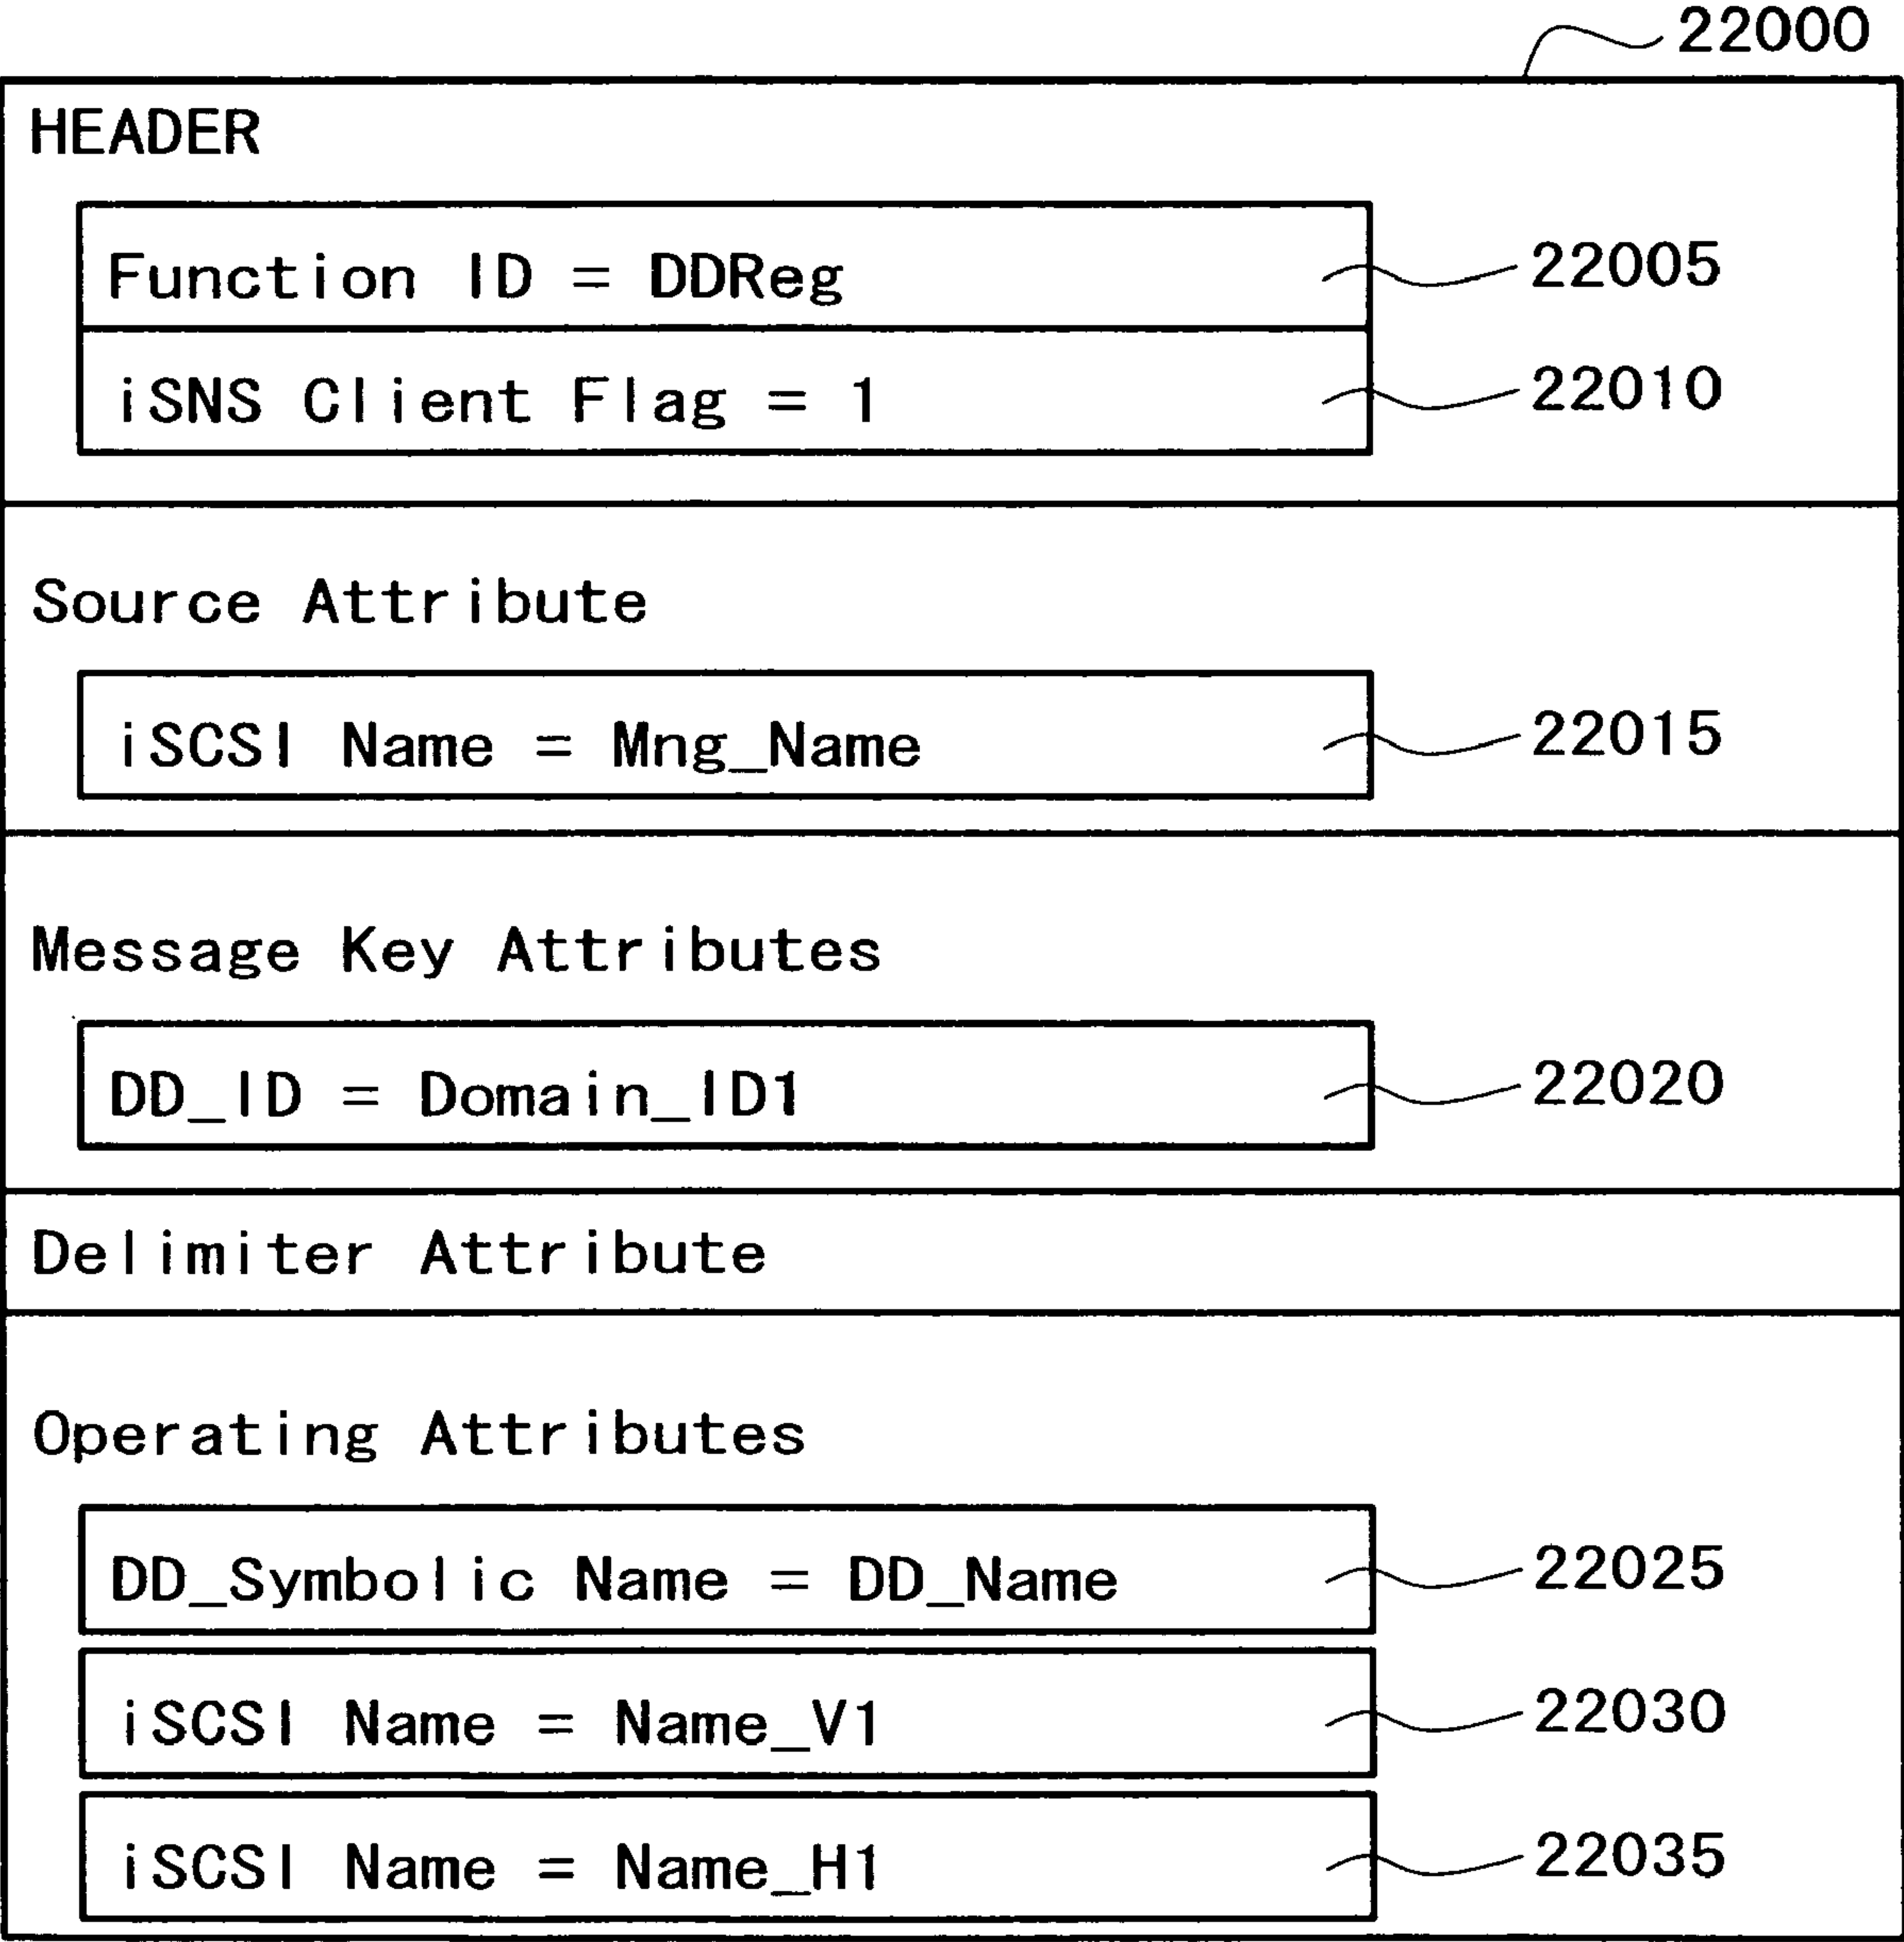 22000
HEADER
Function ID = DDReg 22005
iSNS Client Flag = 1 22010
Source Attribute
iSCSI Name = Mng_Name 22015
Message Key Attributes
DD_ID = Domain_ID1 22020
Delimiter Attribute
Operating Attributes
DD_Symbolic Name = DD_Name 22025
iSCSI Name = Name_V1 22030
iSCSI Name = Name_H1 22035